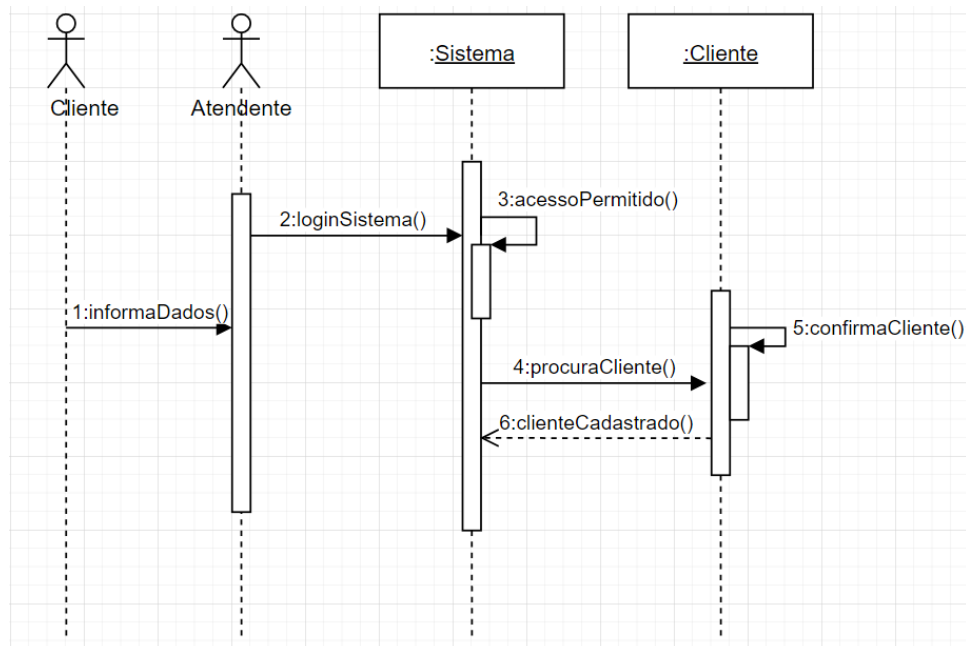 :Sistema
:Cliente
Cliente
Atendente
3:acessoPermitido()
2:loginSistema()
1:informaDados()
5:confirmaCliente()
4:procuraCliente()
6:clienteCadastrado()